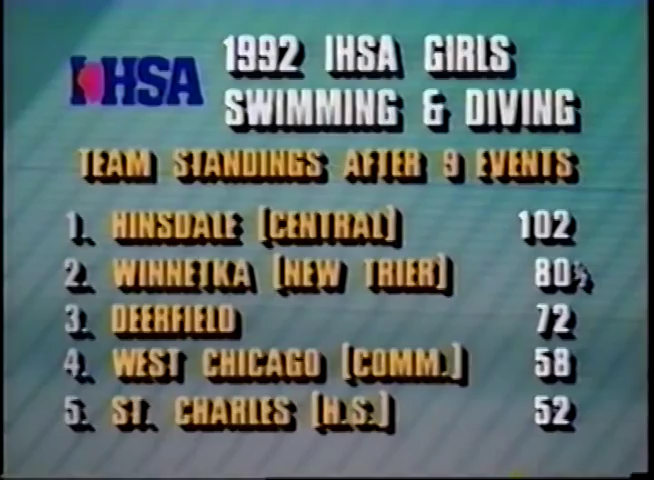 IHSA
1992 IHSA GIRLS
SWIMMING & DIVING
TEAM STANDINGS AFTER 9 EVENTS
1. HINSDALE [CENTRAL] 102
2. WINNETKA [NEW TRIER] 80½
3. DEERFIELD 72
4. WEST CHICAGO [COMM.] 58
5. ST. CHARLES [H.S.] 52